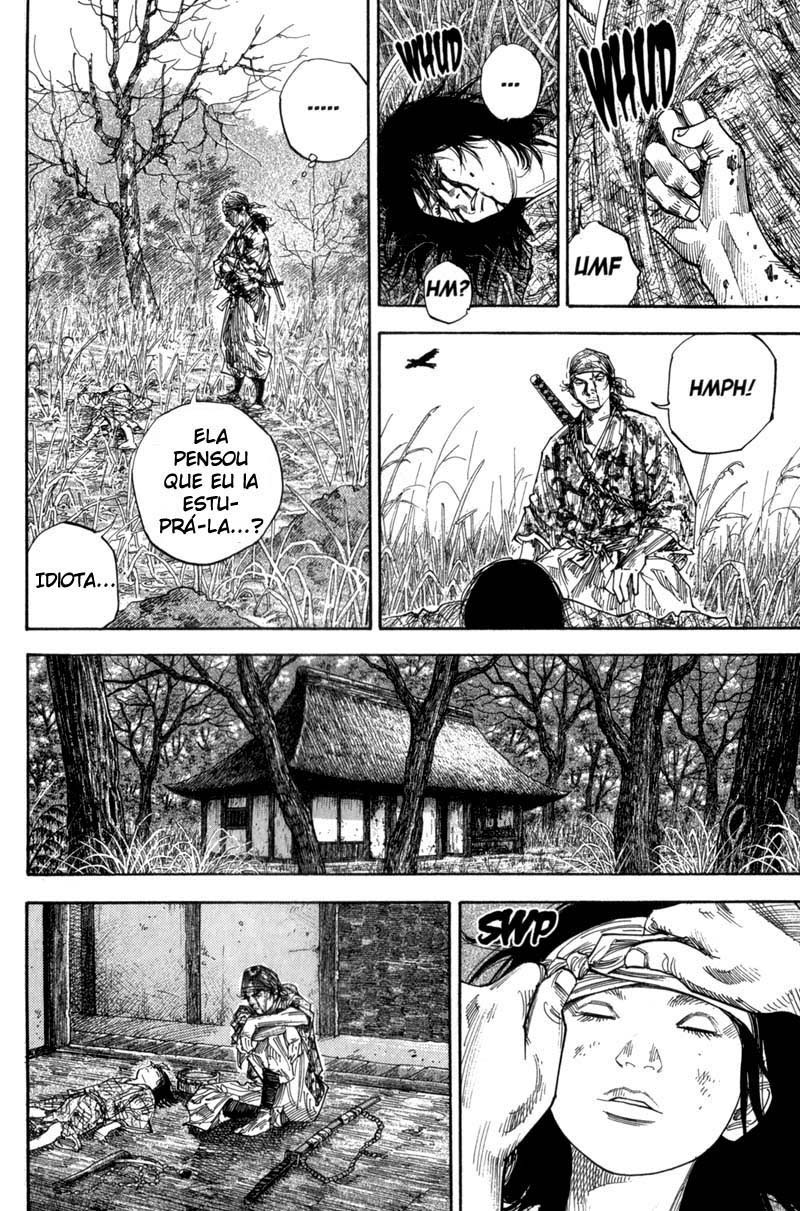 WHUD
UMF
WHUD
...
HM?
HMPH!
.....
ELA
PENSOU
QUE EU IA
ESTU-
PRÁ-LA...?
IDIOTA...
SWP